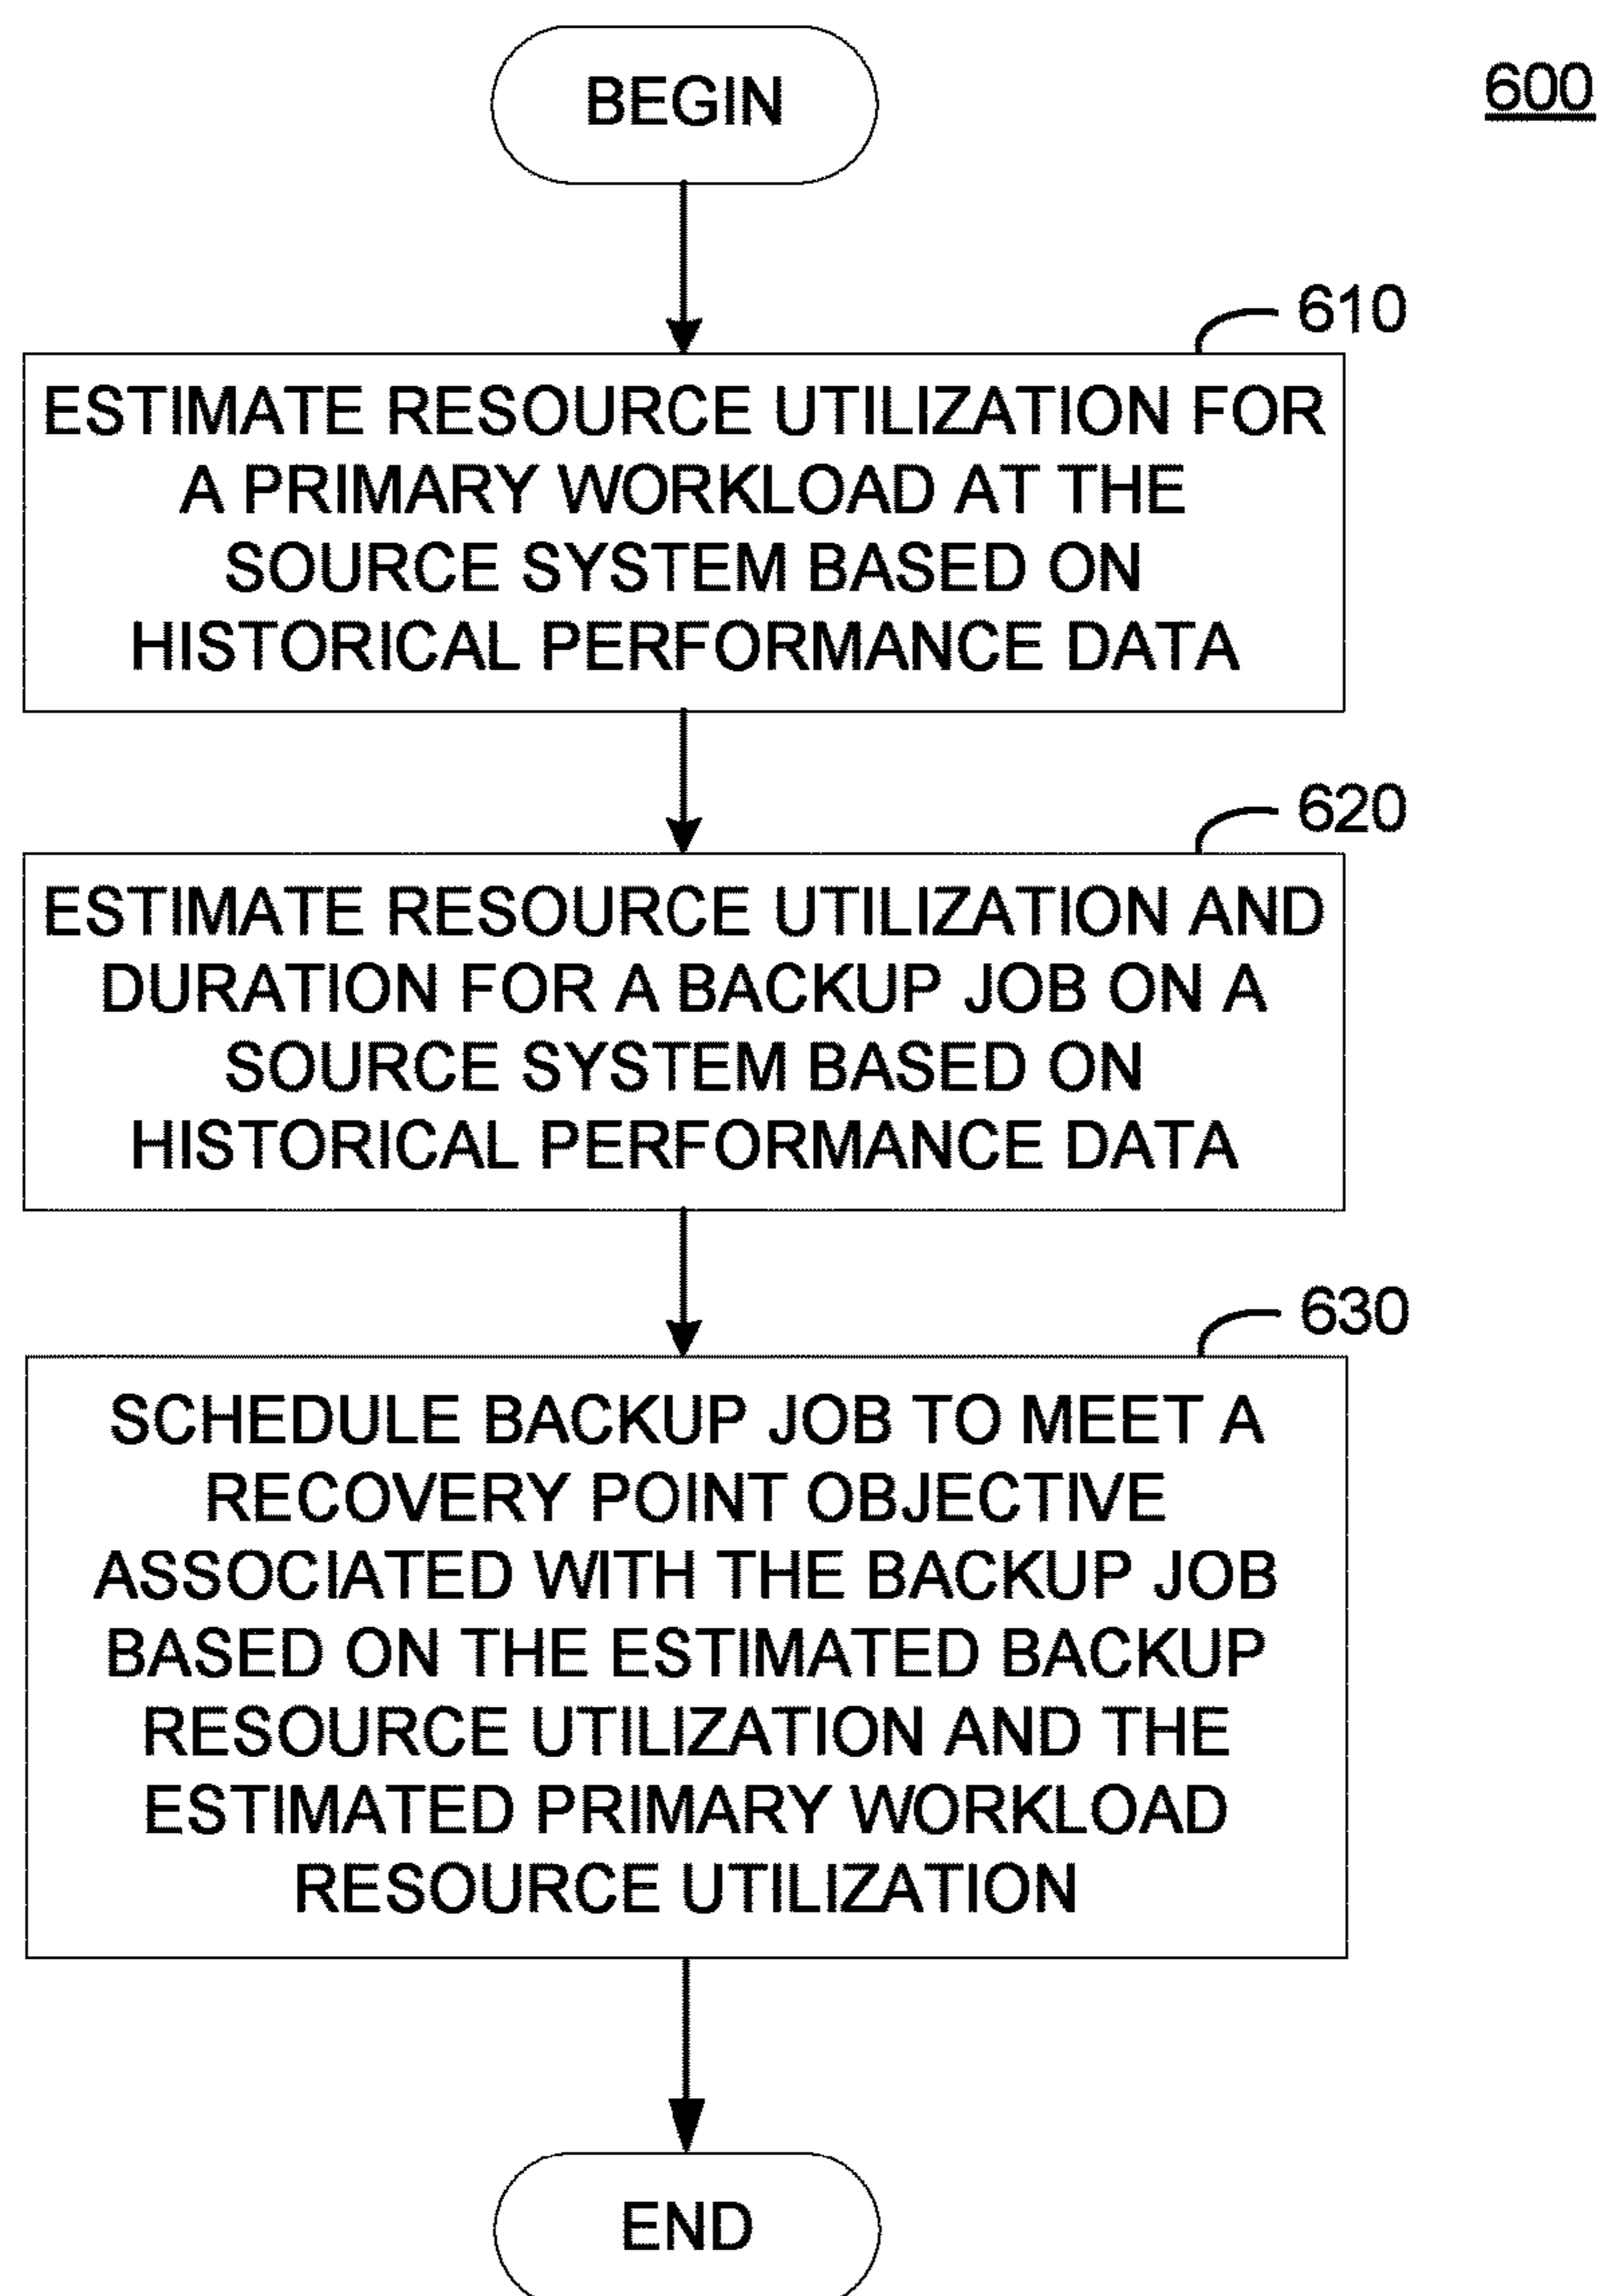 BEGIN
600
610
ESTIMATE RESOURCE UTILIZATION FOR
A PRIMARY WORKLOAD AT THE
SOURCE SYSTEM BASED ON
HISTORICAL PERFORMANCE DATA
620
ESTIMATE RESOURCE UTILIZATION AND
DURATION FOR A BACKUP JOB ON A
SOURCE SYSTEM BASED ON
HISTORICAL PERFORMANCE DATA
630
SCHEDULE BACKUP JOB TO MEET A
RECOVERY POINT OBJECTIVE
ASSOCIATED WITH THE BACKUP JOB
BASED ON THE ESTIMATED BACKUP
RESOURCE UTILIZATION AND THE
ESTIMATED PRIMARY WORKLOAD
RESOURCE UTILIZATION
END